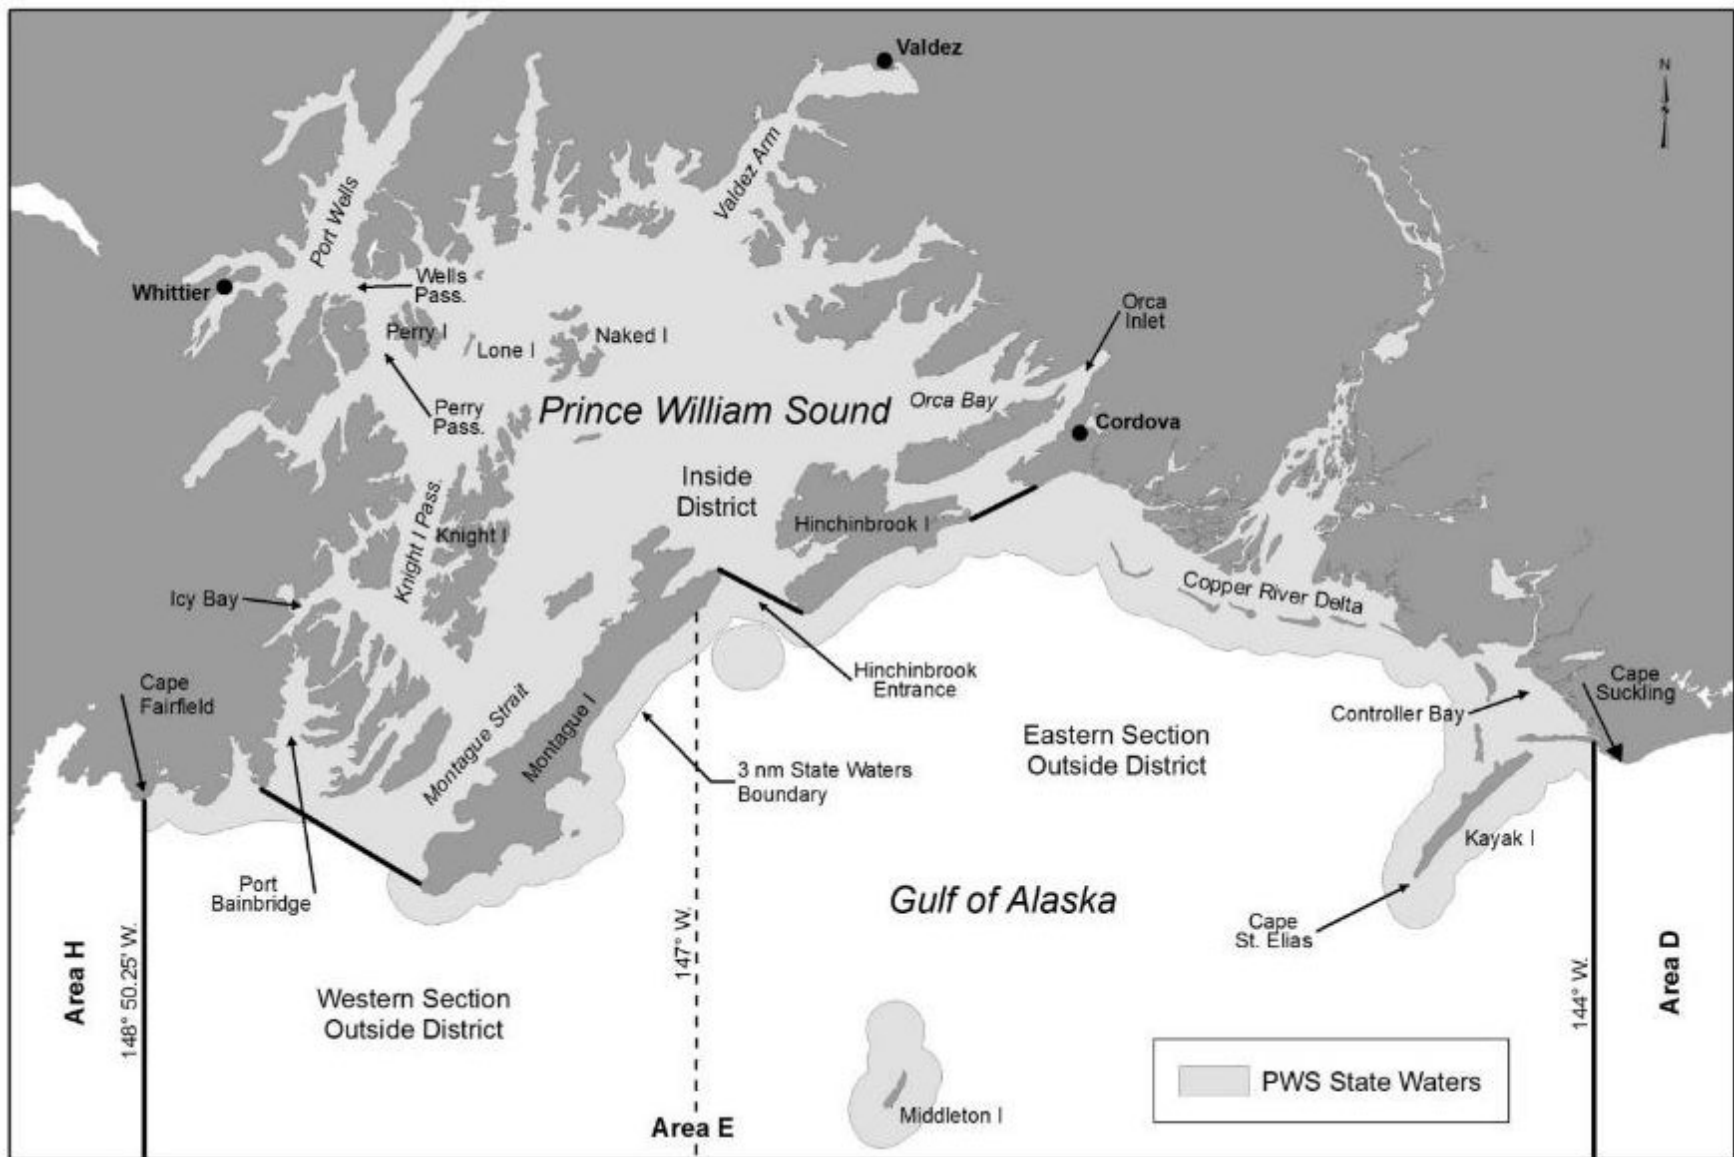 Valdez
N
Valdez Arm
Port Wells
Whittier
Wells
Pass.
Orca
Inlet
Perry I
Lone I
Naked I
Perry
Pass.
Prince William Sound
Orca Bay
Cordova
Inside
District
Knight I Pass.
Knight I
Hinchinbrook I
Icy Bay
Copper River Delta
Cape
Fairfield
Hinchinbrook
Entrance
Cape
Suckling
Controller Bay
Montague Strait
Montague I
3 nm State Waters
Boundary
Eastern Section
Outside District
Kayak I
Port
Bainbridge
Gulf of Alaska
Cape
St. Elias
Area H
148° 50.25' W.
147° W.
144° W.
Area D
Western Section
Outside District
PWS State Waters
Middleton I
Area E